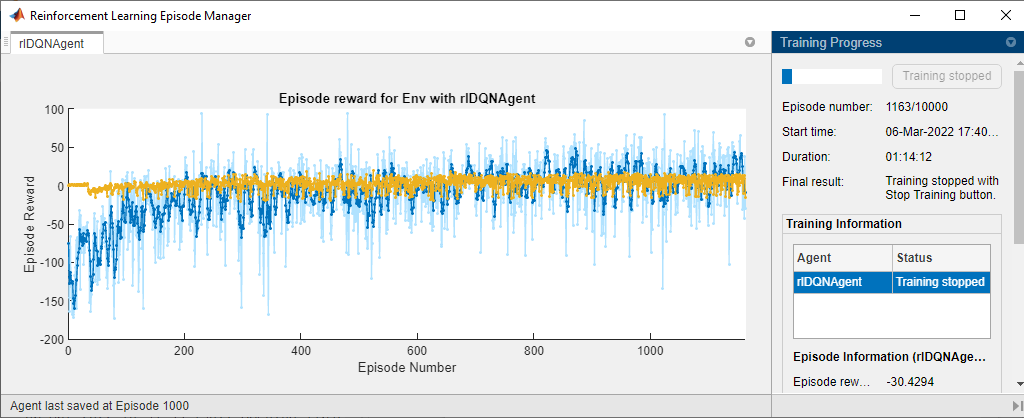 Reinforcement Learning Episode Manager
rlDQNAgent
Episode reward for Env with rlDQNAgent
100
50
0
-50
-100
-150
-200
Episode Reward
0
200
400
600
800
1000
Episode Number
Training Progress
Training stopped
Episode number: 1163/10000
Start time: 06-Mar-2022 17:40...
Duration: 01:14:12
Final result: Training stopped with
Stop Training button.
Training Information
Agent Status
rlDQNAgent Training stopped
Episode Information (rlDQNAge...
Episode rew... -30.4294
Agent last saved at Episode 1000